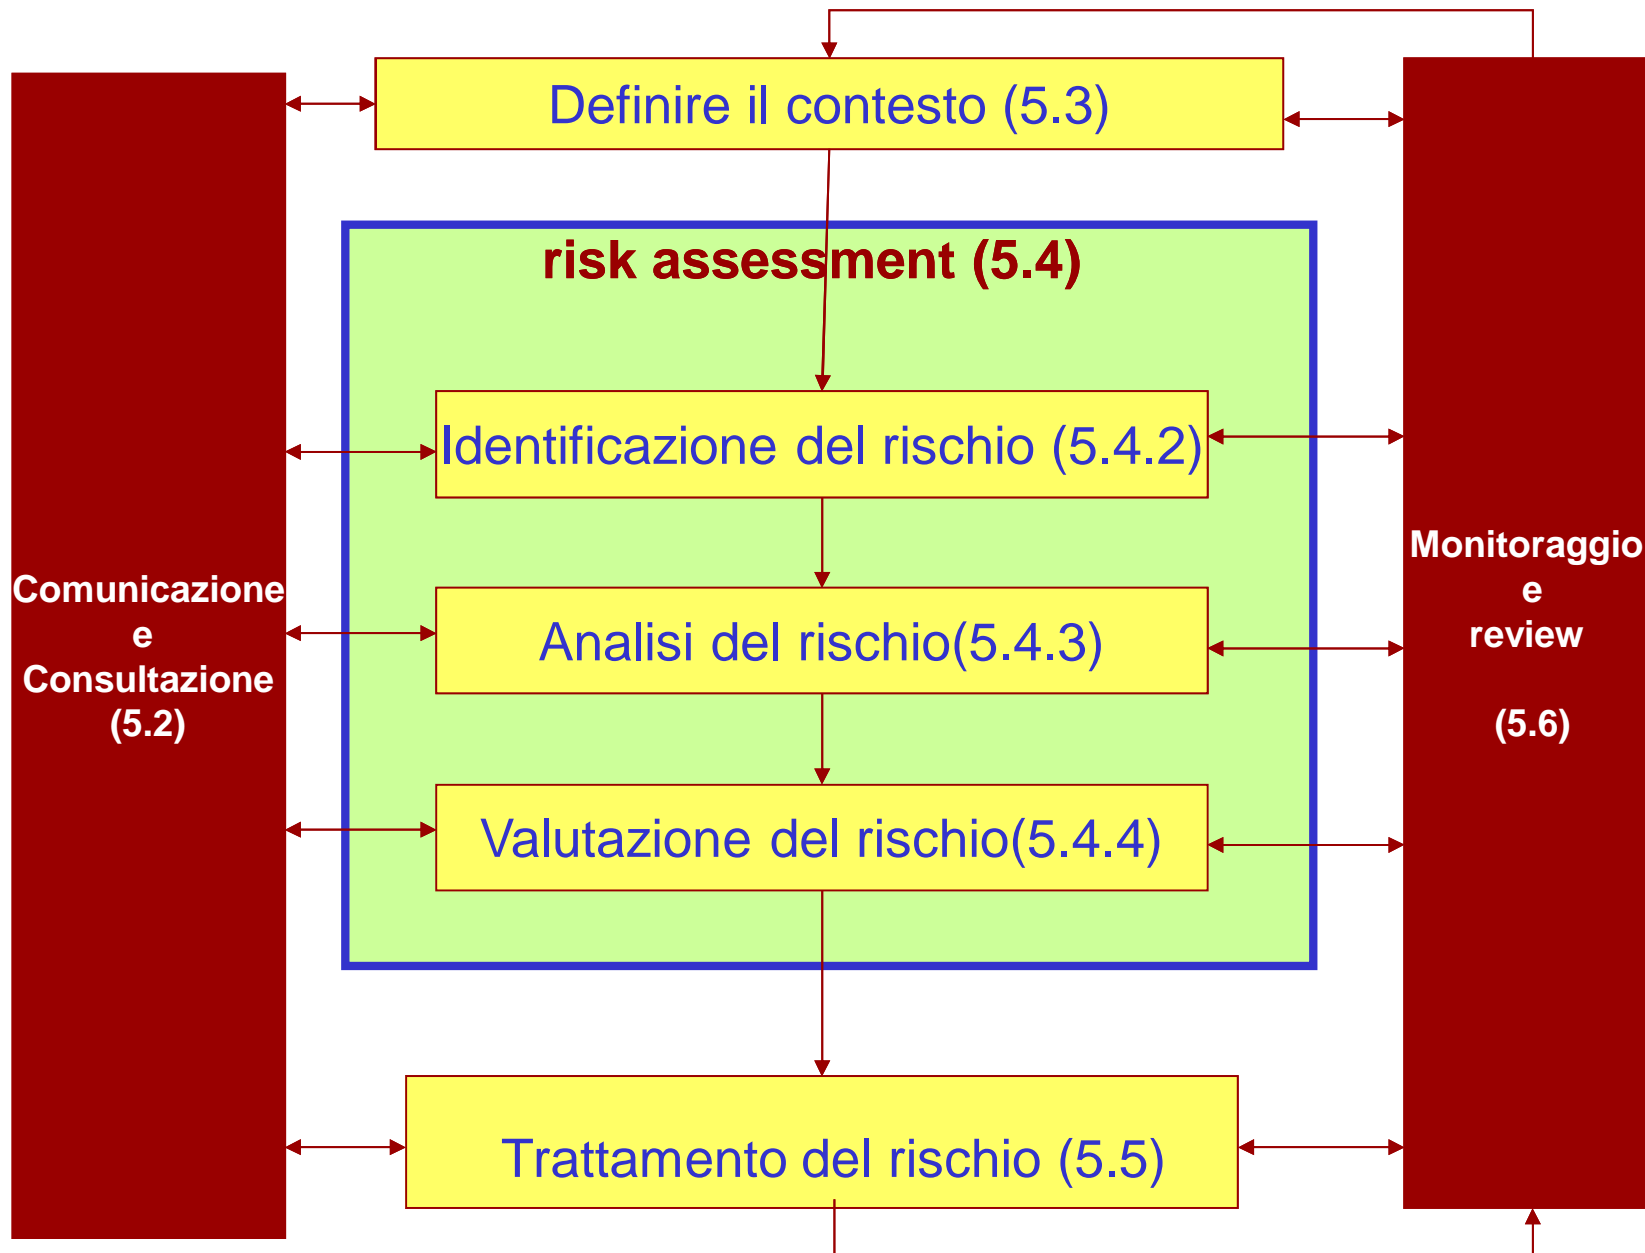 Definire il contesto (5.3)
risk assessment (5.4)
Identificazione del rischio (5.4.2)
Analisi del rischio(5.4.3)
Valutazione del rischio(5.4.4)
Trattamento del rischio (5.5)
Comunicazione
e
Consultazione
(5.2)
Monitoraggio
e
review
(5.6)